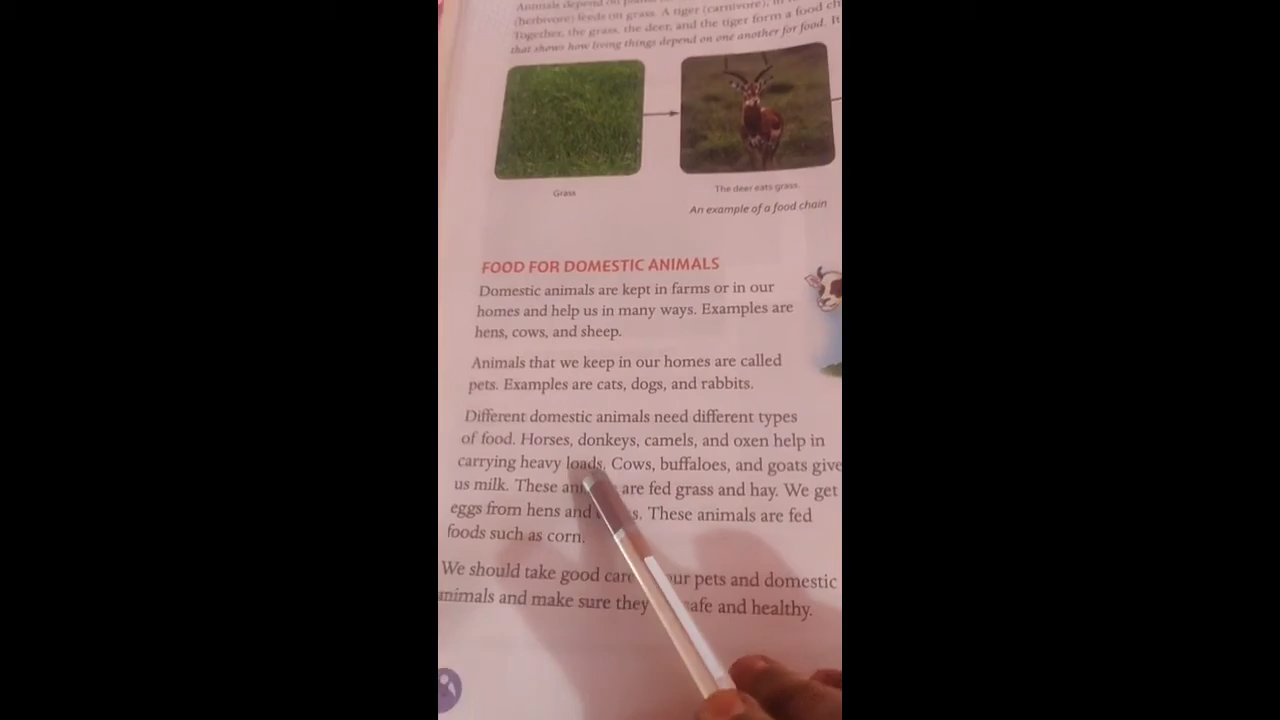 Animals depend on
(herbivore) feeds on grass. A tiger (carnivore), in
Together, the grass, the deer, and the tiger form a food ch
that shows how living things depend on one another for food. It
Grass
The deer eats grass.
An example of a food chain
FOOD FOR DOMESTIC ANIMALS
Domestic animals are kept in farms or in our
homes and help us in many ways. Examples are
hens, cows, and sheep.
Animals that we keep in our homes are called
pets. Examples are cats, dogs, and rabbits.
Different domestic animals need different types
of food. Horses, donkeys, camels, and oxen help in
carrying heavy loads. Cows, buffaloes, and goats give
us milk. These are fed grass and hay. We get
eggs from hens and These animals are fed
foods such as corn.
We should take good care our pets and domestic
animals and make sure they safe and healthy.